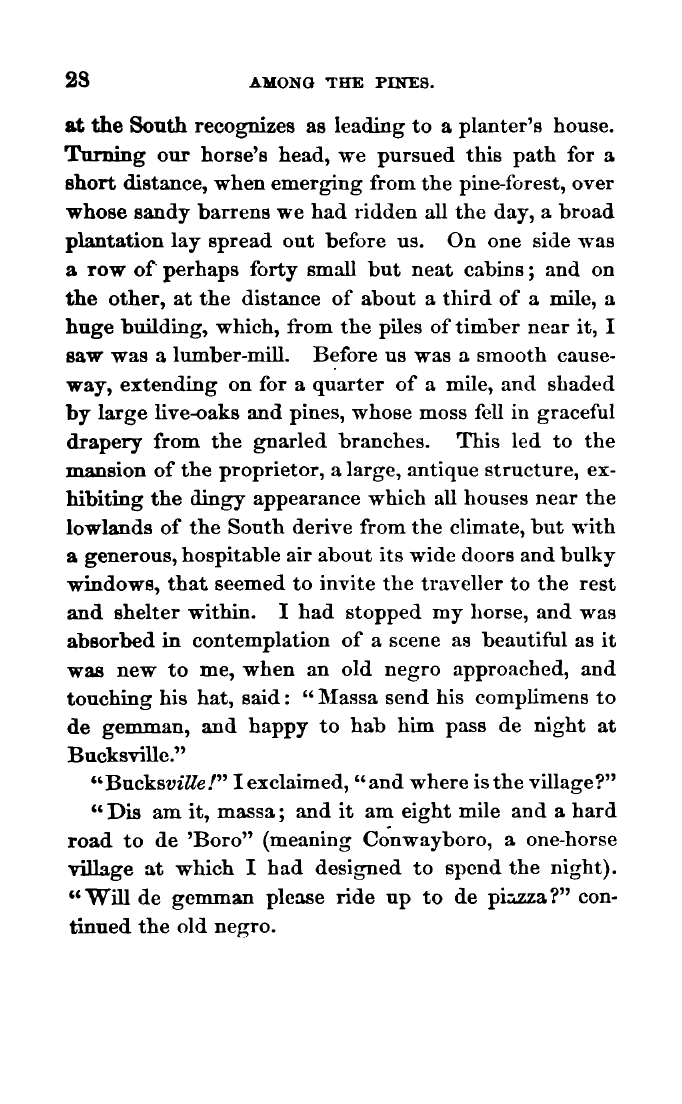 28 AMONG THE PINES.
at the South recognizes as leading to a planter's house.
Turning our horse's head, we pursued this path for a
short distance, when emerging from the pine-forest, over
whose sandy barrens we had ridden all the day, a broad
plantation lay spread out before us. On one side was
a row of perhaps forty small but neat cabins; and on
the other, at the distance of about a third of a mile, a
huge building, which, from the piles of timber near it, I
saw was a lumber-mill. Before us was a smooth cause-
way, extending on for a quarter of a mile, and shaded
by large live-oaks and pines, whose moss fell in graceful
drapery from the gnarled branches. This led to the
mansion of the proprietor, a large, antique structure, ex-
hibiting the dingy appearance which all houses near the
lowlands of the South derive from the climate, but with
a generous, hospitable air about its wide doors and bulky
windows, that seemed to invite the traveller to the rest
and shelter within. I had stopped my horse, and was
absorbed in contemplation of a scene as beautiful as it
was new to me, when an old negro approached, and
touching his hat, said: "Massa send his complimens to
de gemman, and happy to hab him pass de night at
Bucksville."
"Bucksville!" I exclaimed, "and where is the village?"
"Dis am it, massa; and it am eight mile and a hard
road to de 'Boro" (meaning Conwayboro, a one-horse
village at which I had designed to spend the night).
"Will de gemman please ride up to de piazza?" con-
tinued the old negro.